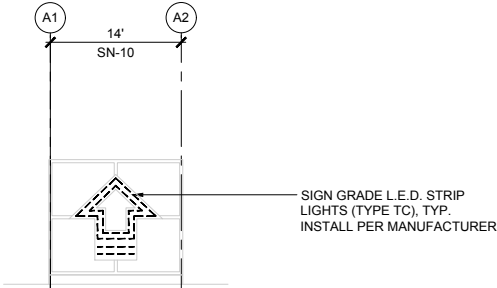 A1 A2
14'
SN-10
SIGN GRADE L.E.D. STRIP
LIGHTS (TYPE TC), TYP.
INSTALL PER MANUFACTURER